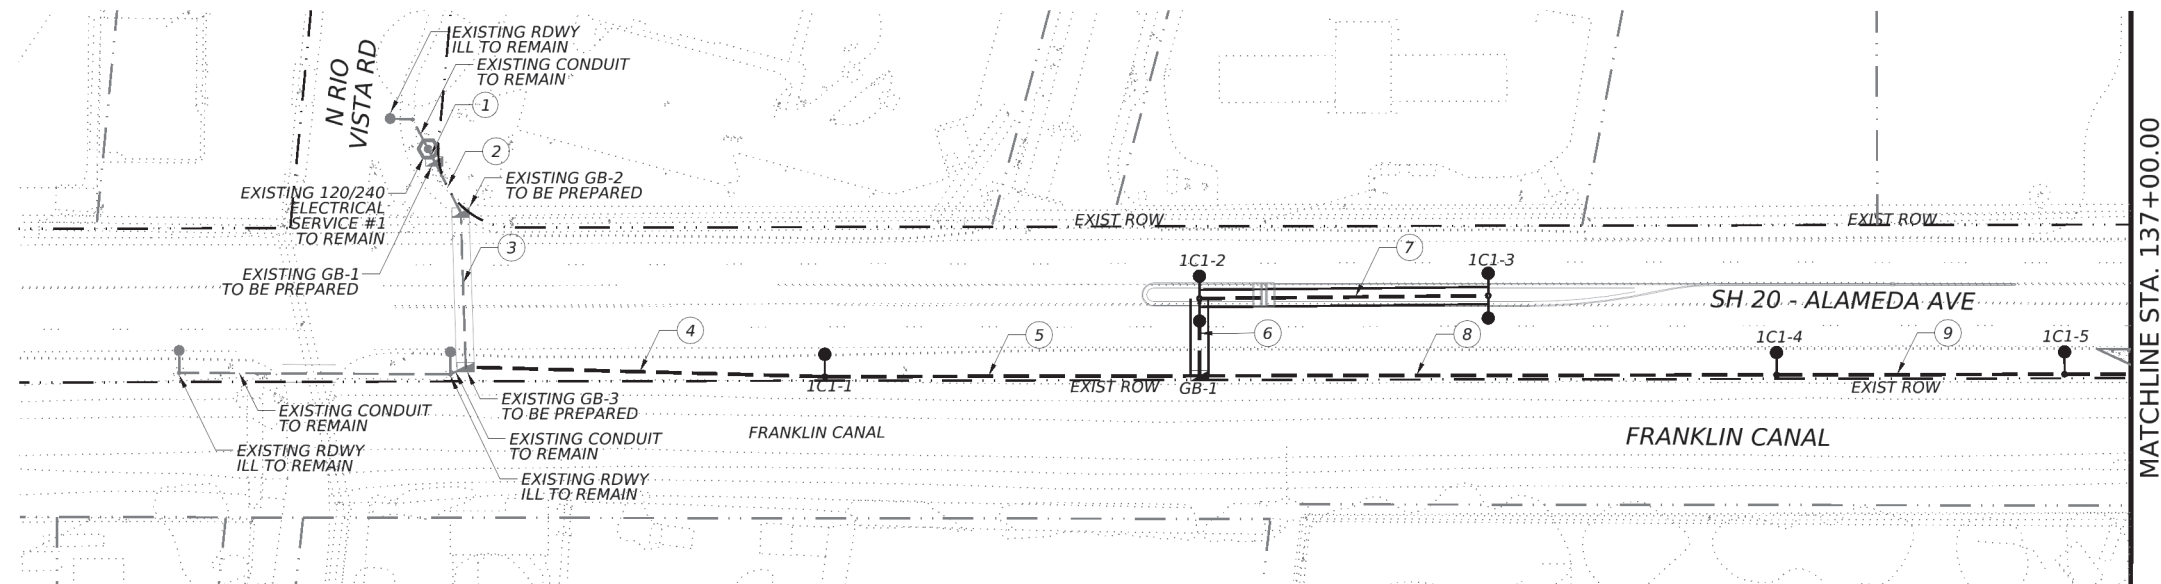 EXISTING RDWY
ILL TO REMAIN
EXISTING CONDUIT
TO REMAIN
N RIO
VISTA RD
1
2
EXISTING GB-2
TO BE PREPARED
EXISTING 120/240
ELECTRICAL
SERVICE #1
TO REMAIN
EXISTING GB-1
TO BE PREPARED
3
EXIST ROW
EXIST ROW
1C1-2
7
1C1-3
SH 20 - ALAMEDA AVE
4
5
6
8
1C1-4
9
1C1-5
1C1-1
EXIST ROW
GB-1
EXIST ROW
EXISTING GB-3
TO BE PREPARED
EXISTING CONDUIT
TO REMAIN
EXISTING RDWY
ILL TO REMAIN
EXISTING CONDUIT
TO REMAIN
EXISTING RDWY
ILL TO REMAIN
FRANKLIN CANAL
FRANKLIN CANAL
MATCHLINE STA. 137+00.00